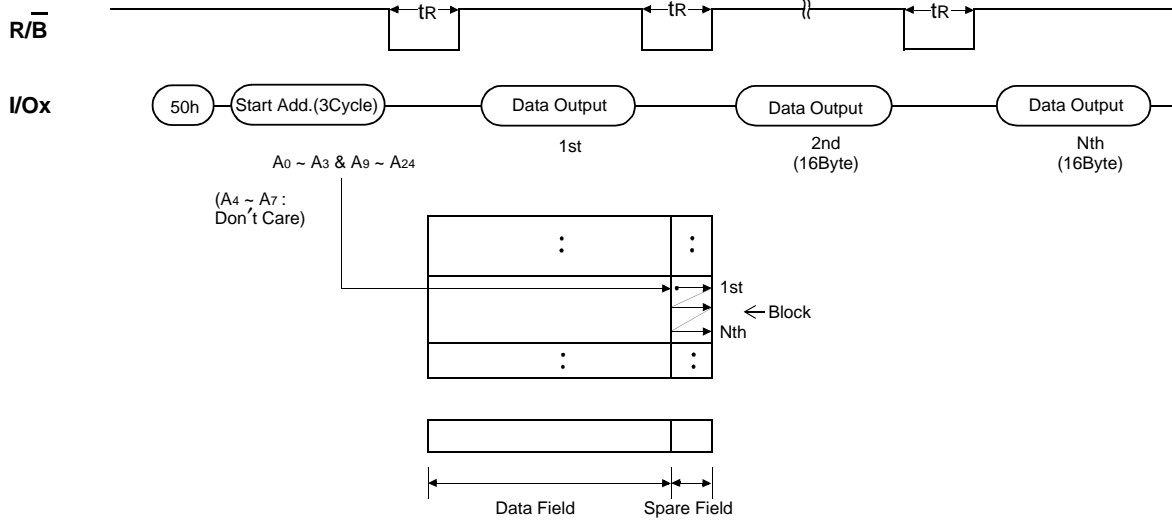 tR tR tR
R/B
I/Ox 50h Start Add.(3Cycle) Data Output Data Output Data Output
1st 2nd Nth
(16Byte) (16Byte)
A0 ~ A3 & A9 ~ A24
(A4 ~ A7 :
Don't Care)
1st
Block
Nth
Data Field Spare Field